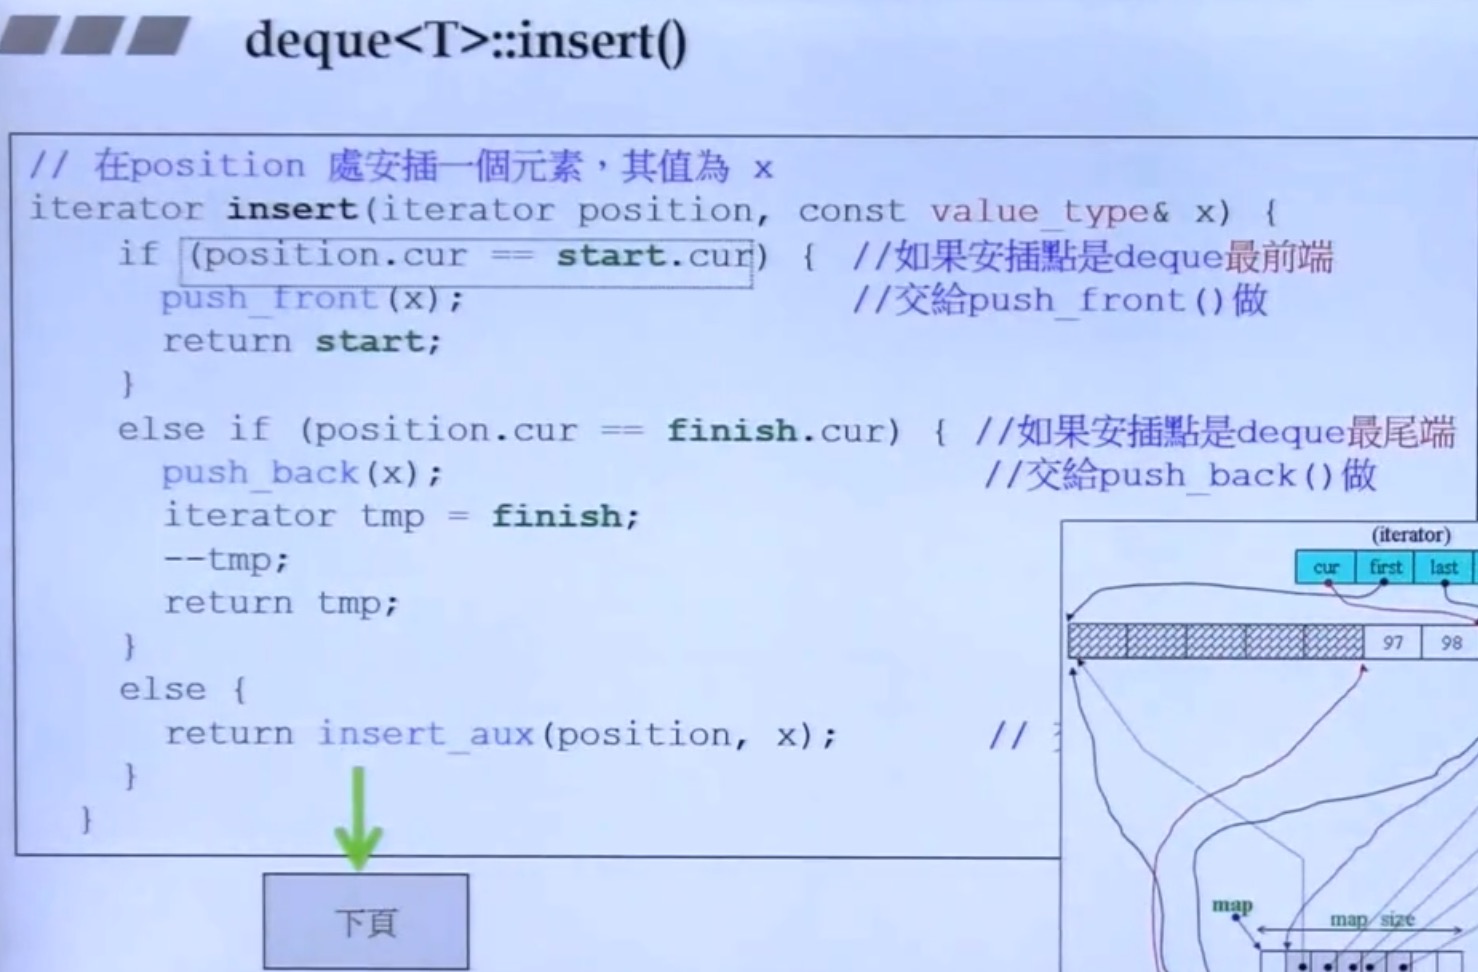 deque<T>::insert()
// 在position 處安插一個元素，其值為 x
iterator insert(iterator position, const value_type& x) {
if (position.cur == start.cur) { //如果安插點是deque最前端
push_front(x); //交給push_front()做
return start;
}
else if (position.cur == finish.cur) { //如果安插點是deque最尾端
push_back(x); //交給push_back()做
iterator tmp = finish;
--tmp;
return tmp;
}
else {
return insert_aux(position, x); //
}
}
下頁
(iterator)
cur first last
97 98
map
map size